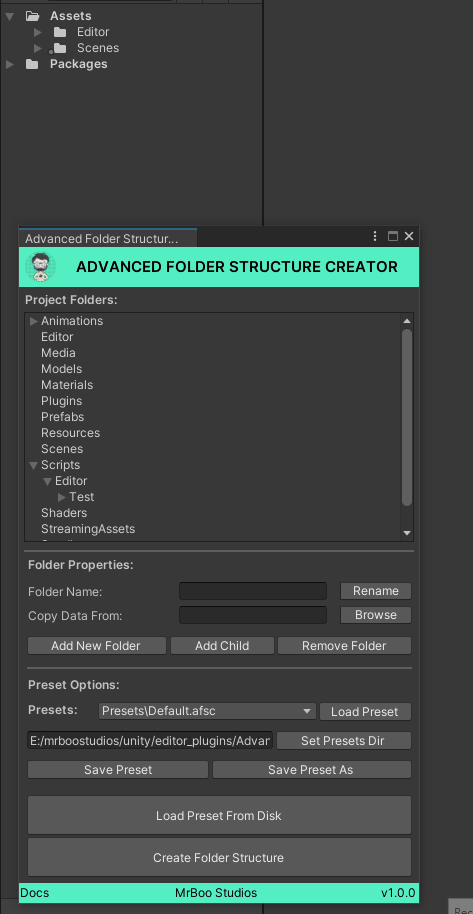 Assets
Editor
Scenes
Packages
Advanced Folder Structur...
ADVANCED FOLDER STRUCTURE CREATOR
Project Folders:
Animations
Editor
Media
Models
Materials
Plugins
Prefabs
Resources
Scenes
Scripts
Editor
Test
Shaders
StreamingAssets
Folder Properties:
Folder Name: Rename
Copy Data From: Browse
Add New Folder Add Child Remove Folder
Preset Options:
Presets: Presets\Default.afsc Load Preset
E:/mrboostudios/unity/editor_plugins/Advar Set Presets Dir
Save Preset Save Preset As
Load Preset From Disk
Create Folder Structure
Docs MrBoo Studios v1.0.0